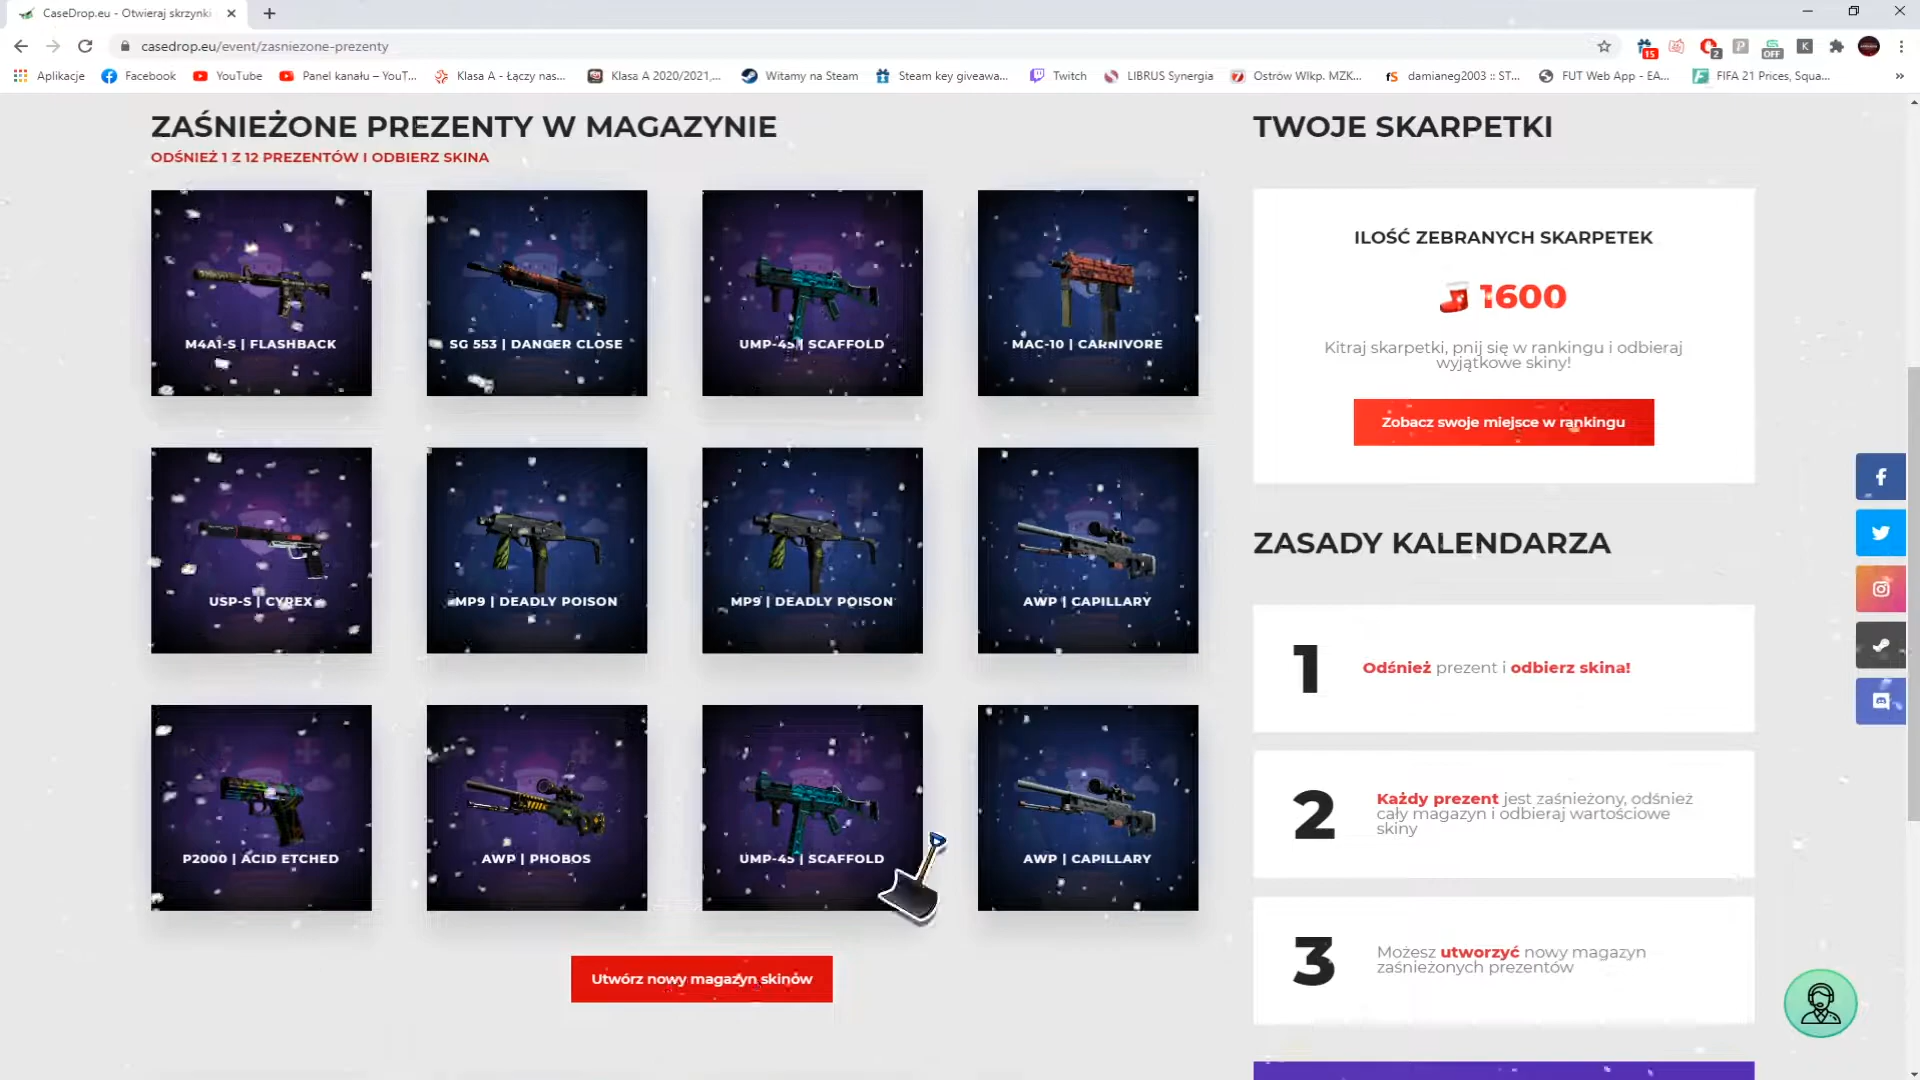 CaseDrop.eu - Otwieraj skrzynki
casedrop.eu/event/zasniezone-prezenty
15
2
OFF
K
Aplikacje
Facebook
YouTube
Panel kanału – YouT...
Klasa A - Łączy nas...
Klasa A 2020/2021,...
Witamy na Steam
Steam key giveawa...
Twitch
LIBRUS Synergia
Ostrów Wlkp. MZK...
damianeg2003 :: ST...
FUT Web App - EA...
FIFA 21 Prices, Squa...
»
ZAŚNIEŻONE PREZENTY W MAGAZYNIE
ODŚNIEŻ 1 Z 12 PREZENTÓW I ODBIERZ SKINA
M4A1-S | FLASHBACK
SG 553 | DANGER CLOSE
UMP-45 | SCAFFOLD
MAC-10 | CARNIVORE
USP-S | CYREX
MP9 | DEADLY POISON
MP9 | DEADLY POISON
AWP | CAPILLARY
P2000 | ACID ETCHED
AWP | PHOBOS
UMP-45 | SCAFFOLD
AWP | CAPILLARY
Utwórz nowy magazyn skinów
TWOJE SKARPETKI
ILOŚĆ ZEBRANYCH SKARPETEK
1600
Kitraj skarpetki, pnij się w rankingu i odbieraj
wyjątkowe skiny!
Zobacz swoje miejsce w rankingu
ZASADY KALENDARZA
1
Odśnież prezent i odbierz skina!
2
Każdy prezent jest zaśnieżony, odśnież
cały magazyn i odbieraj wartościowe
skiny
3
Możesz utworzyć nowy magazyn
zaśnieżonych prezentów